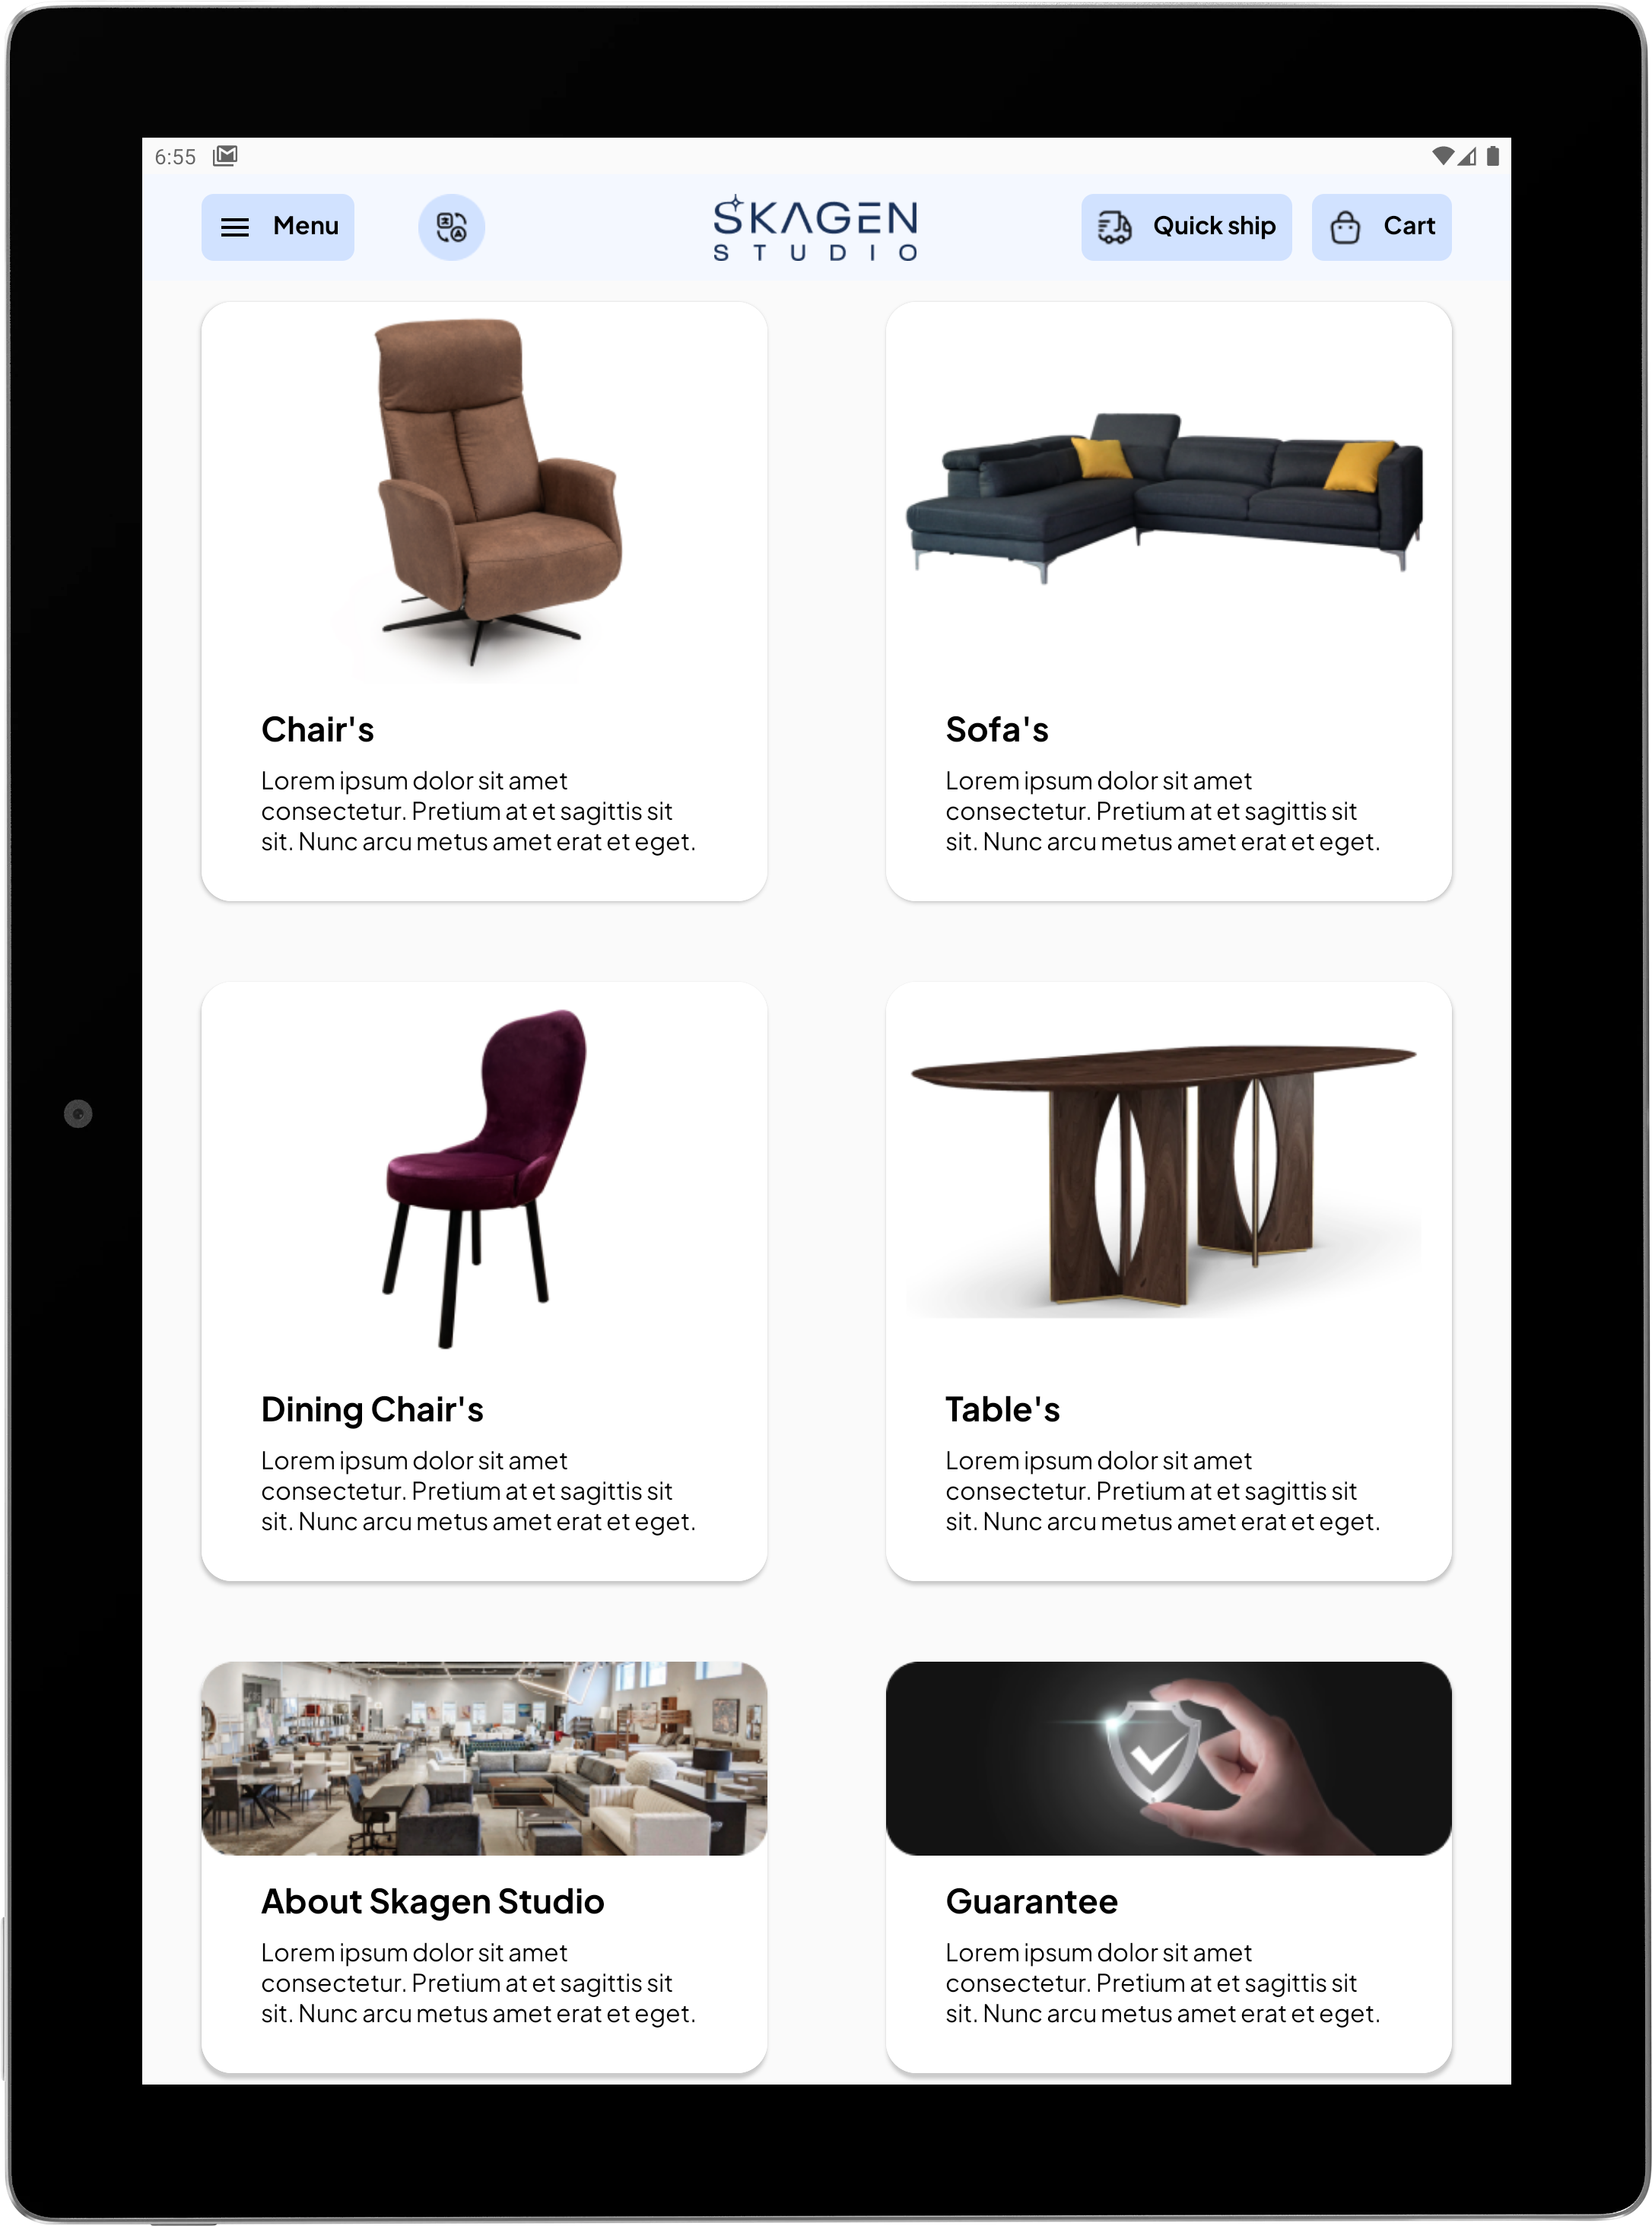 6:55
Menu
SKAGEN
STUDIO
Quick ship
Cart
Chair's
Lorem ipsum dolor sit amet
consectetur. Pretium at et sagittis sit
sit. Nunc arcu metus amet erat et eget.
Sofa's
Lorem ipsum dolor sit amet
consectetur. Pretium at et sagittis sit
sit. Nunc arcu metus amet erat et eget.
Dining Chair's
Lorem ipsum dolor sit amet
consectetur. Pretium at et sagittis sit
sit. Nunc arcu metus amet erat et eget.
Table's
Lorem ipsum dolor sit amet
consectetur. Pretium at et sagittis sit
sit. Nunc arcu metus amet erat et eget.
About Skagen Studio
Lorem ipsum dolor sit amet
consectetur. Pretium at et sagittis sit
sit. Nunc arcu metus amet erat et eget.
Guarantee
Lorem ipsum dolor sit amet
consectetur. Pretium at et sagittis sit
sit. Nunc arcu metus amet erat et eget.